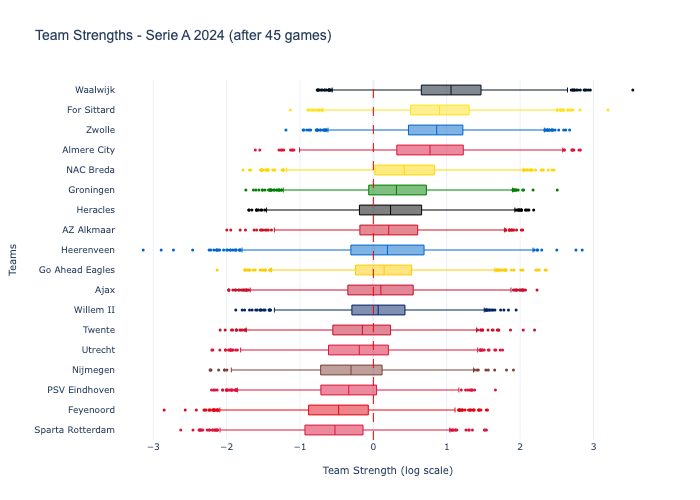 Team Strengths - Serie A 2024 (after 45 games)
Waalwijk
For Sittard
Zwolle
Almere City
NAC Breda
Groningen
Heracles
AZ Alkmaar
Heerenveen
Go Ahead Eagles
Ajax
Willem II
Twente
Utrecht
Nijmegen
PSV Eindhoven
Feyenoord
Sparta Rotterdam
Teams
−3 −2 −1 0 1 2 3
Team Strength (log scale)